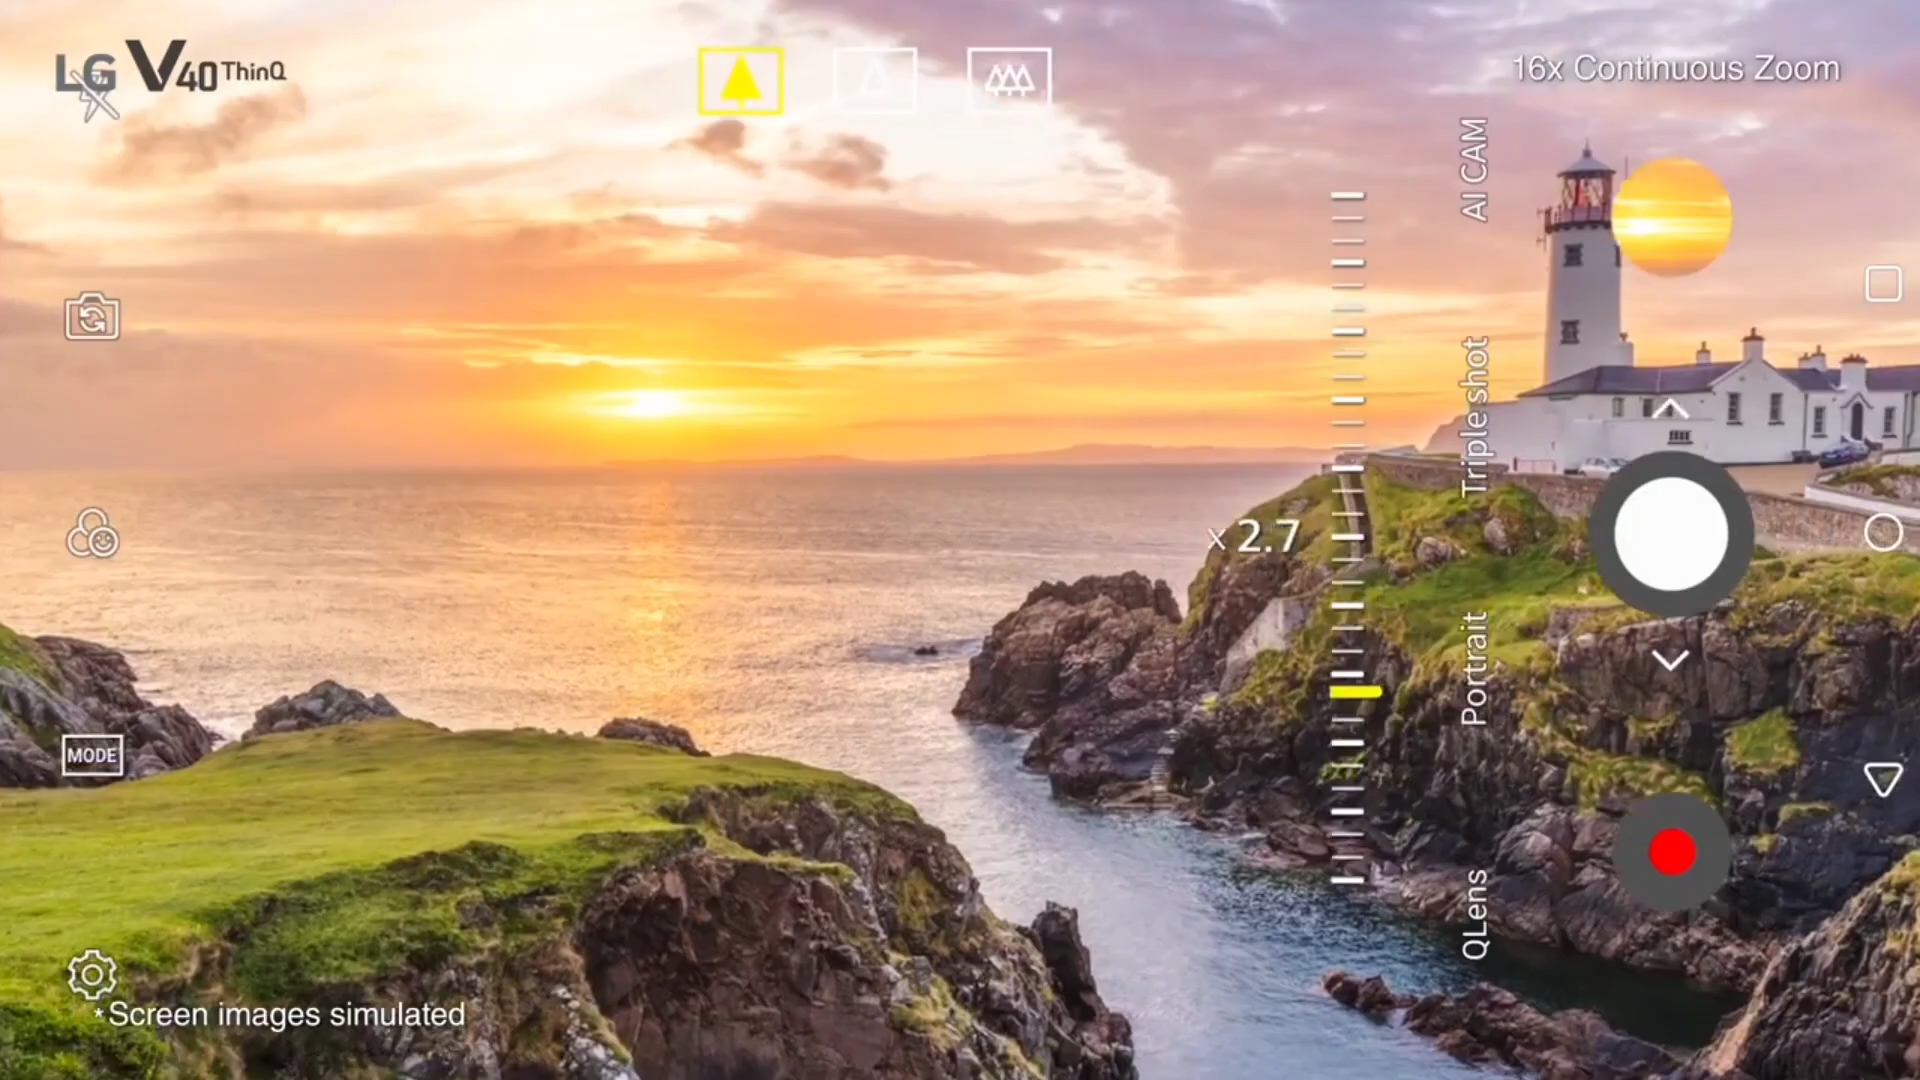 LG V40 ThinQ
16x Continuous Zoom
AI CAM
Triple shot
x 2.7
Portrait
MODE
QLens
*Screen images simulated